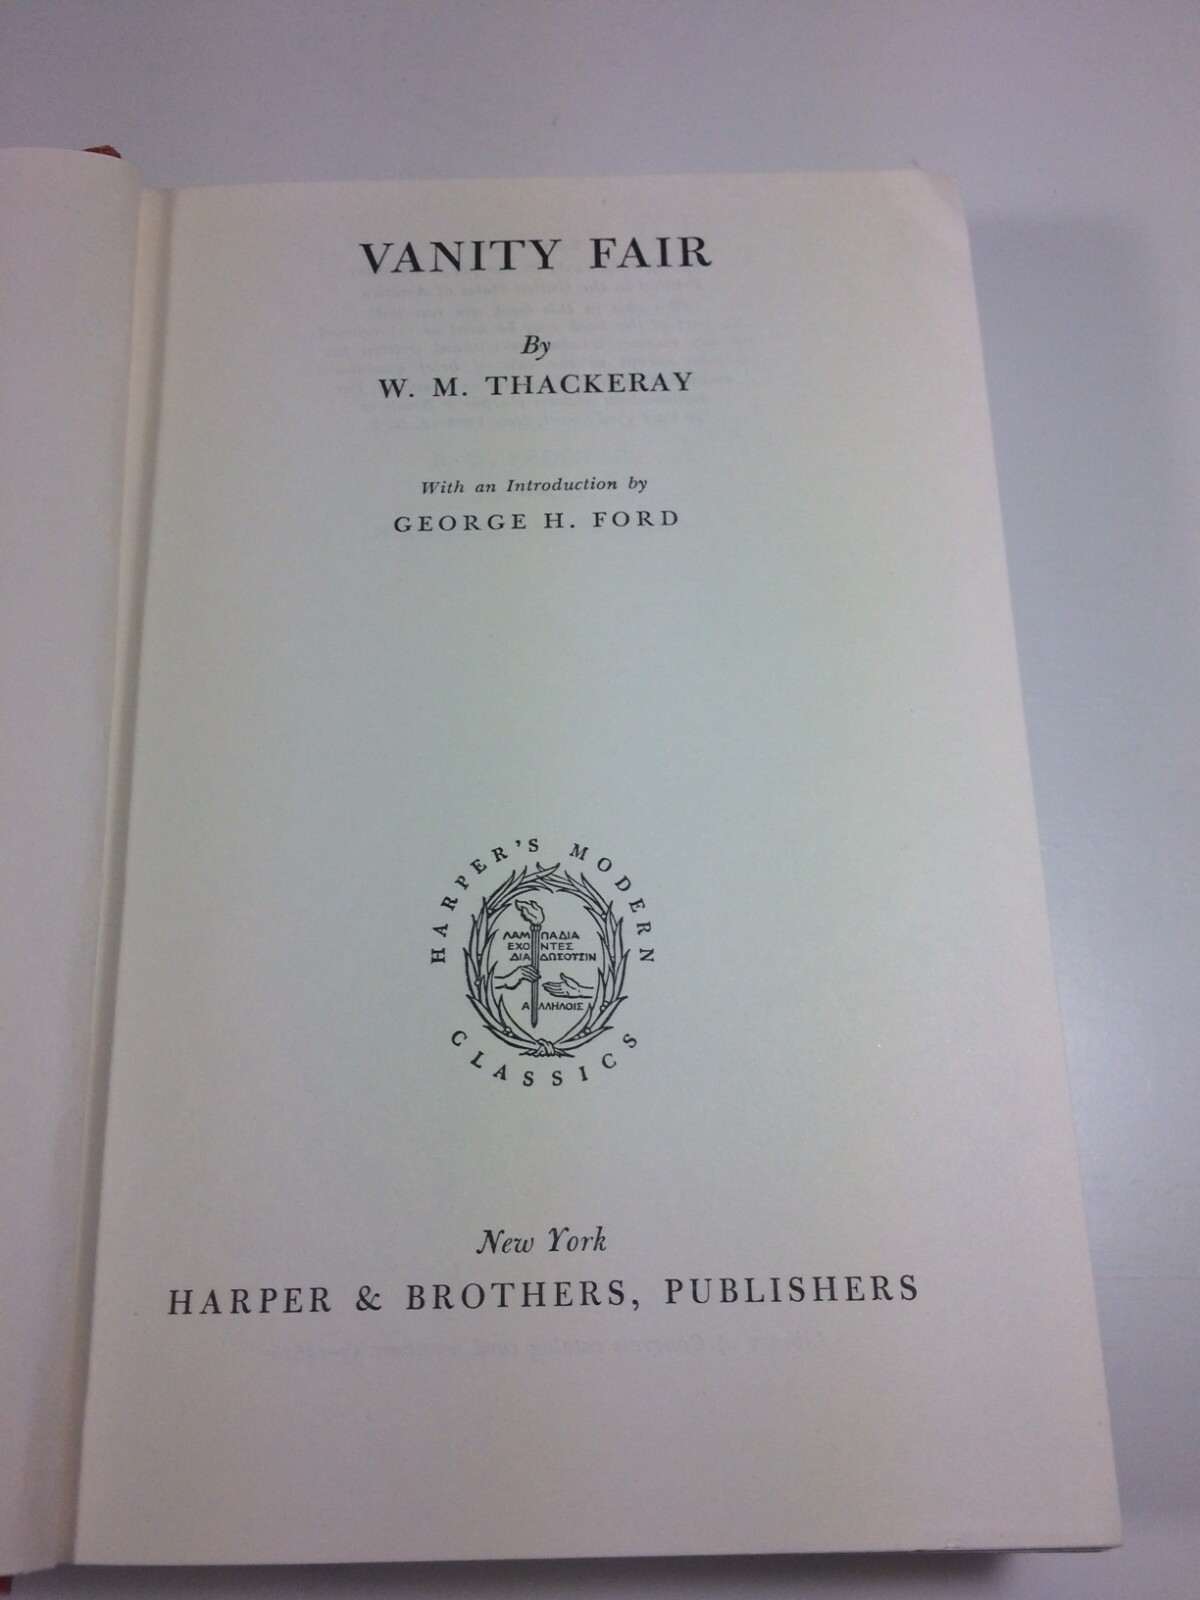 VANITY FAIR
By
W. M. THACKERAY
With an Introduction by
GEORGE H. FORD
HARPER'S MODERN
ΛΑΜΠΑΔΙΑ
ΕΧΟΝΤΕΣ
ΔΙΑΔΩΣΟΥΣΙΝ
ΑΛΛΗΛΟΙΣ
CLASSICS
New York
HARPER & BROTHERS, PUBLISHERS